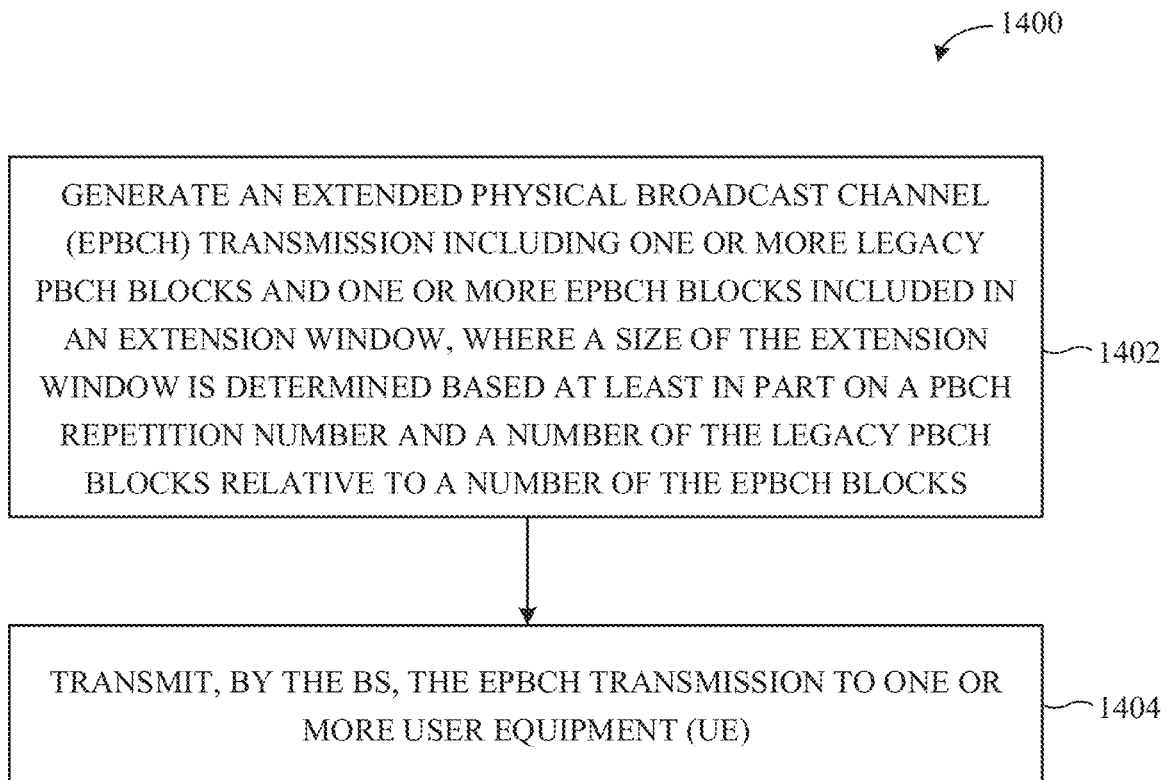 1400
GENERATE AN EXTENDED PHYSICAL BROADCAST CHANNEL
(EPBCH) TRANSMISSION INCLUDING ONE OR MORE LEGACY
PBCH BLOCKS AND ONE OR MORE EPBCH BLOCKS INCLUDED IN
AN EXTENSION WINDOW, WHERE A SIZE OF THE EXTENSION
WINDOW IS DETERMINED BASED AT LEAST IN PART ON A PBCH
REPETITION NUMBER AND A NUMBER OF THE LEGACY PBCH
BLOCKS RELATIVE TO A NUMBER OF THE EPBCH BLOCKS
1402
TRANSMIT, BY THE BS, THE EPBCH TRANSMISSION TO ONE OR
MORE USER EQUIPMENT (UE)
1404